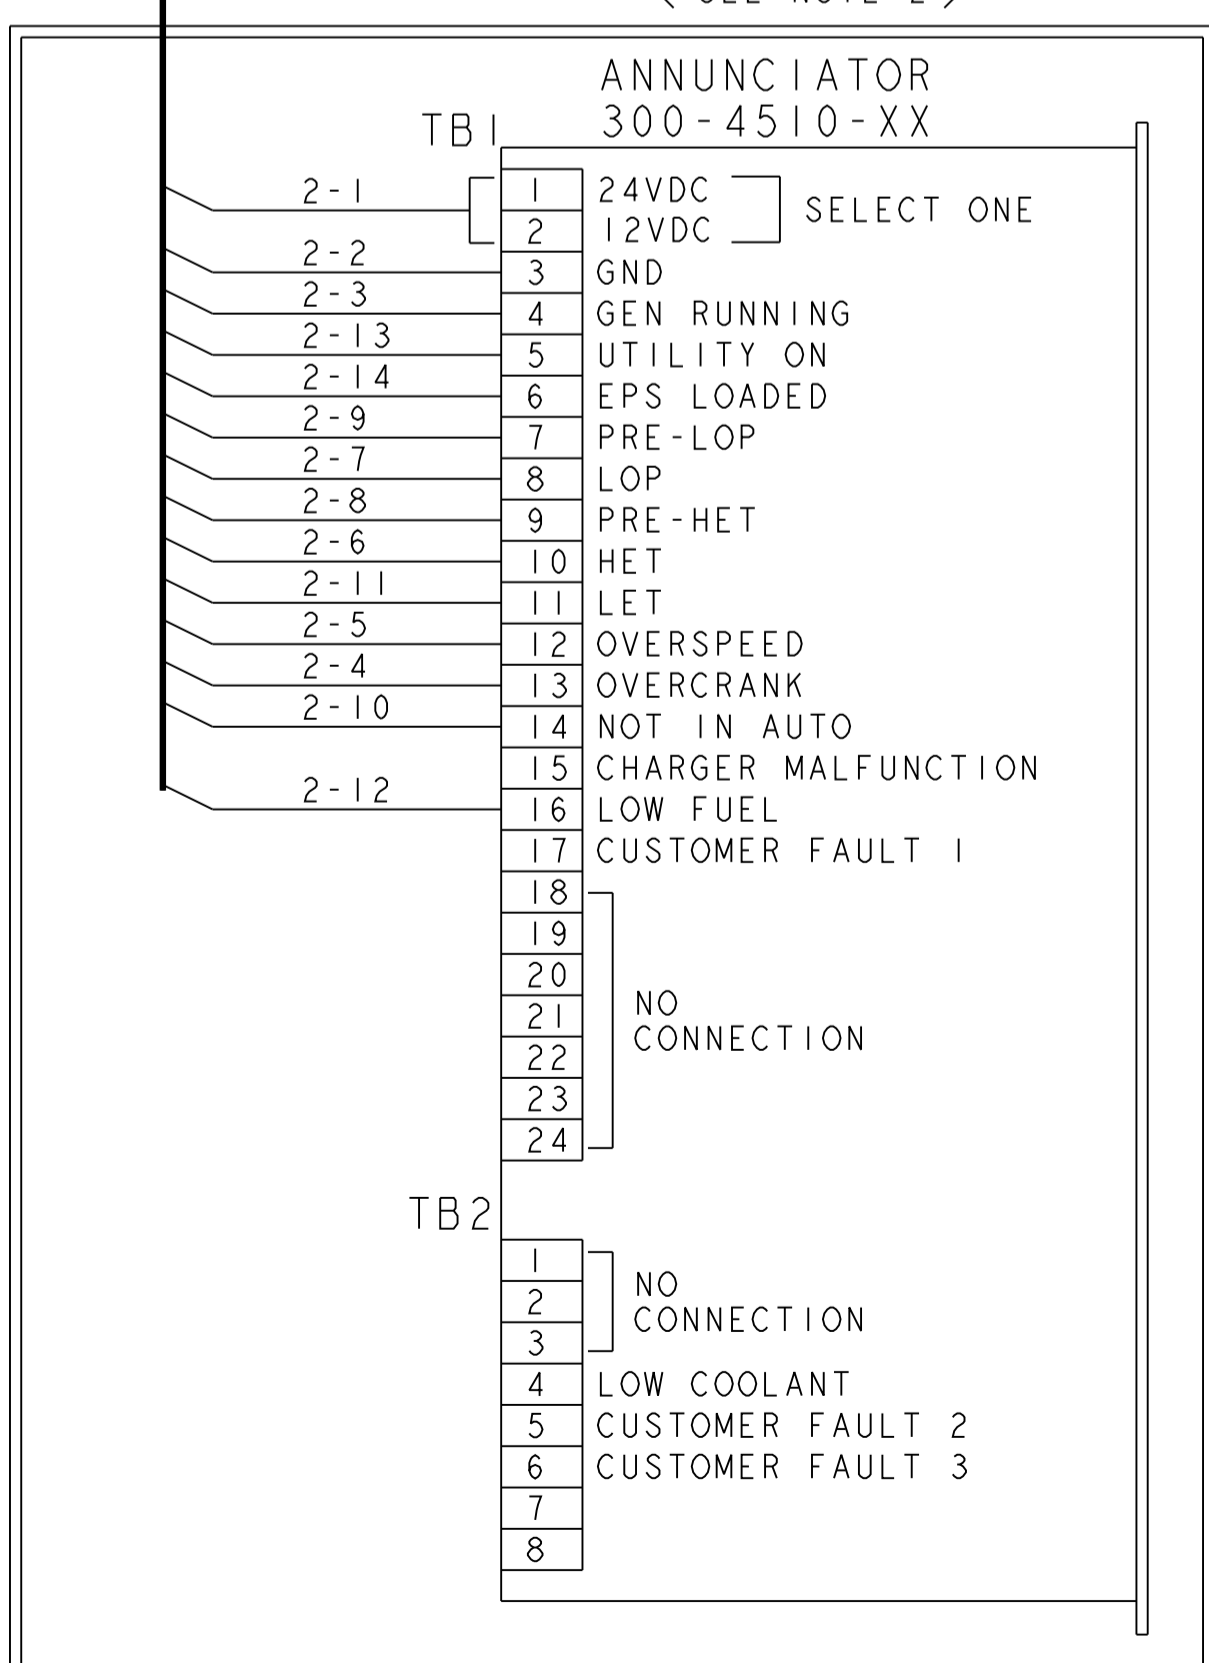 ( SEE NOTE 2 )
ANNUNCIATOR
300-4510-XX
TB1
2-1 1 24VDC
SELECT ONE
2 12VDC
2-2 3 GND
2-3 4 GEN RUNNING
2-13 5 UTILITY ON
2-14 6 EPS LOADED
2-9 7 PRE-LOP
2-7 8 LOP
2-8 9 PRE-HET
2-6 10 HET
2-11 11 LET
2-5 12 OVERSPEED
2-4 13 OVERCRANK
2-10 14 NOT IN AUTO
15 CHARGER MALFUNCTION
2-12 16 LOW FUEL
17 CUSTOMER FAULT 1
18
19
20
21
22
23
24
NO
CONNECTION
TB2
1
2
3
NO
CONNECTION
4 LOW COOLANT
5 CUSTOMER FAULT 2
6 CUSTOMER FAULT 3
7
8